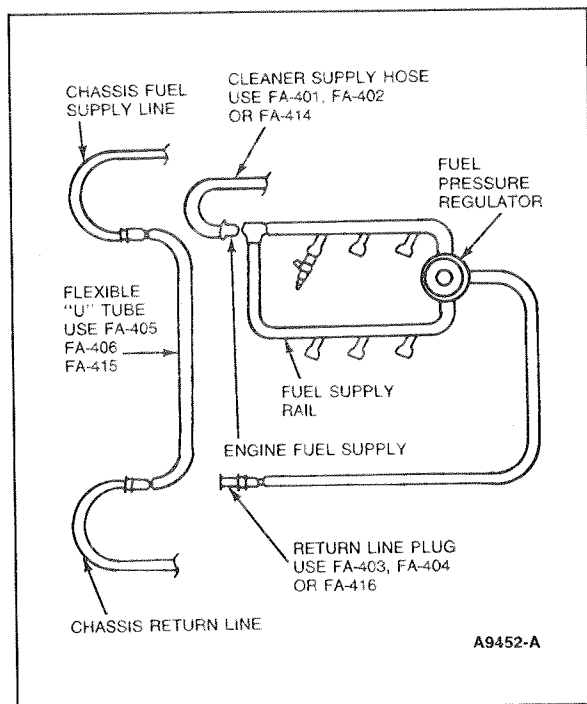 CHASSIS FUEL
SUPPLY LINE
CLEANER SUPPLY HOSE
USE FA-401, FA-402
OR FA-414
FUEL
PRESSURE
REGULATOR
FLEXIBLE
"U" TUBE
USE FA-405
FA-406
FA-415
FUEL SUPPLY
RAIL
ENGINE FUEL SUPPLY
RETURN LINE PLUG
USE FA-403, FA-404
OR FA-416
CHASSIS RETURN LINE
A9452-A